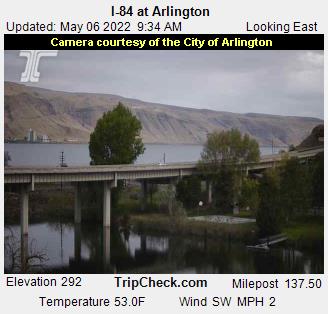 I-84 at Arlington
Updated: May 06 2022 9:34 AM Looking East
Camera courtesy of the City of Arlington
Elevation 292 TripCheck.com Milepost 137.50
Temperature 53.0F Wind SW MPH 2